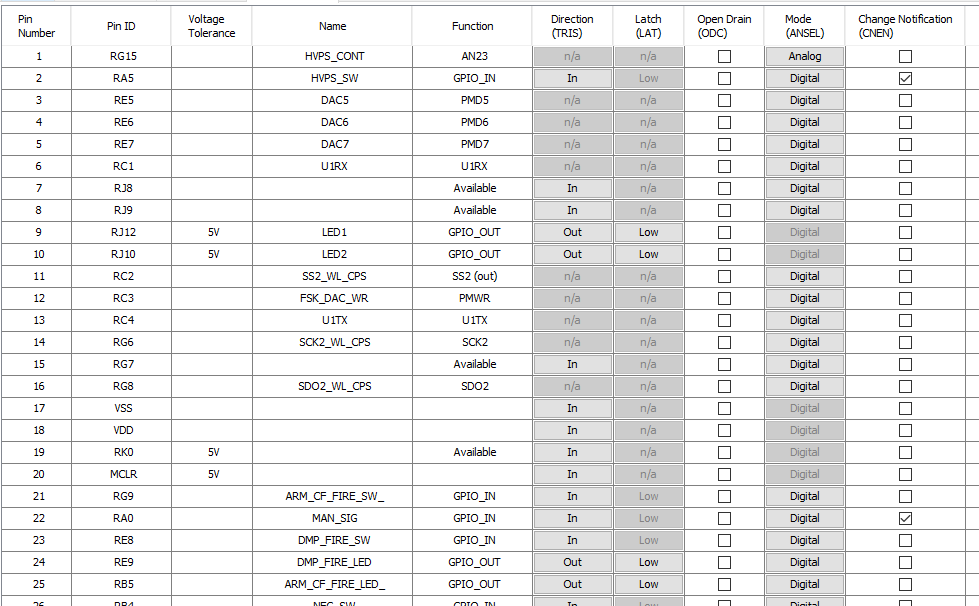 Pin Number Pin ID Voltage Tolerance Name Function Direction (TRIS) Latch (LAT) Open Drain (ODC) Mode (ANSEL) Change Notification (CNEN)
1 RG15 HVPS_CONT AN23 n/a n/a Analog
2 RA5 HVPS_SW GPIO_IN In Low Digital
3 RE5 DAC5 PMD5 n/a n/a Digital
4 RE6 DAC6 PMD6 n/a n/a Digital
5 RE7 DAC7 PMD7 n/a n/a Digital
6 RC1 U1RX U1RX n/a n/a Digital
7 RJ8 Available In n/a Digital
8 RJ9 Available In n/a Digital
9 RJ12 5V LED1 GPIO_OUT Out Low Digital
10 RJ10 5V LED2 GPIO_OUT Out Low Digital
11 RC2 SS2_WL_CPS SS2 (out) n/a n/a Digital
12 RC3 FSK_DAC_WR PMWR n/a n/a Digital
13 RC4 U1TX U1TX n/a n/a Digital
14 RG6 SCK2_WL_CPS SCK2 n/a n/a Digital
15 RG7 Available In n/a Digital
16 RG8 SDO2_WL_CPS SDO2 n/a n/a Digital
17 VSS In n/a Digital
18 VDD In n/a Digital
19 RK0 5V Available In n/a Digital
20 MCLR 5V In n/a Digital
21 RG9 ARM_CF_FIRE_SW_ GPIO_IN In Low Digital
22 RA0 MAN_SIG GPIO_IN In Low Digital
23 RE8 DMP_FIRE_SW GPIO_IN In Low Digital
24 RE9 DMP_FIRE_LED GPIO_OUT Out Low Digital
25 RB5 ARM_CF_FIRE_LED_ GPIO_OUT Out Low Digital
26 RB4 NEG_SW GPIO_IN In Low Digital